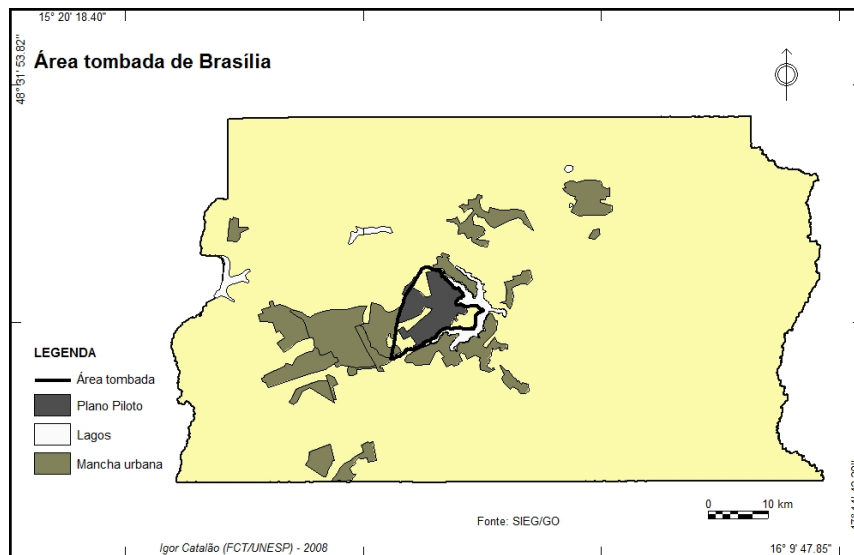 15° 20' 18.40"
48° 31' 53.82"
Área tombada de Brasília
LEGENDA
Área tombada
Plano Piloto
Lagos
Mancha urbana
0 10 km
Fonte: SIEG/GO
Igor Catalão (FCT/UNESP) - 2008
16° 9' 47.85"